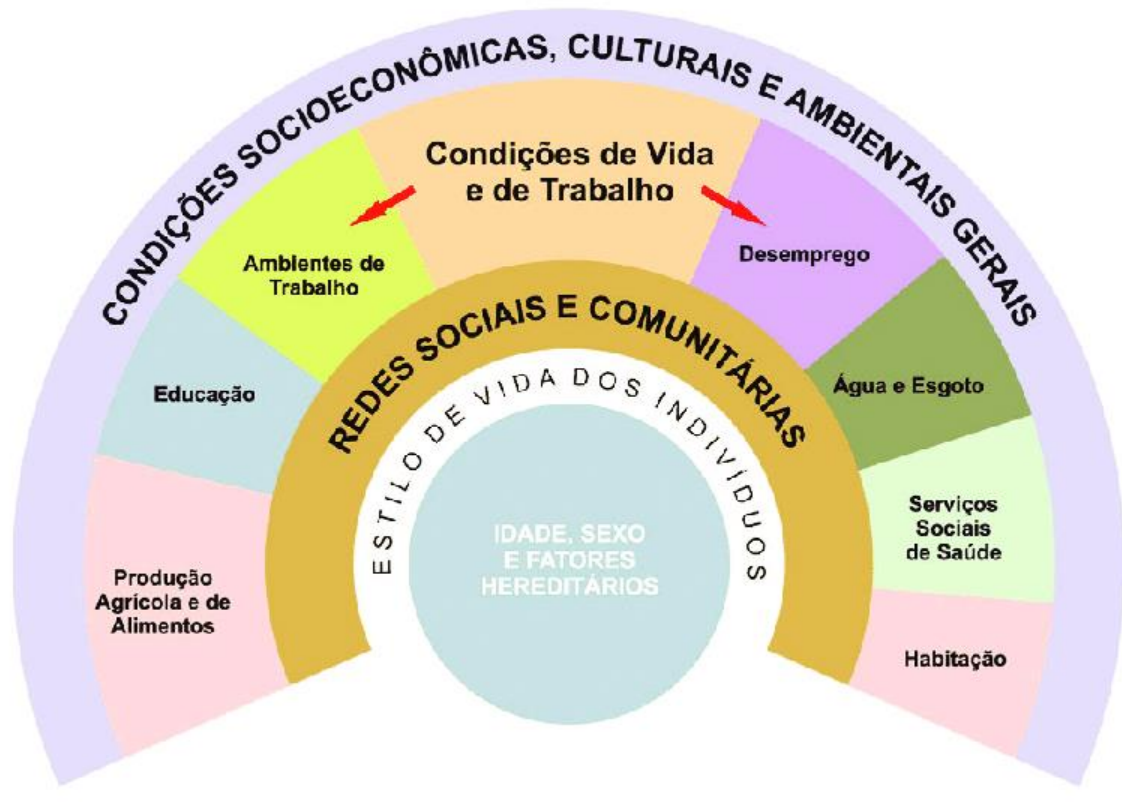 CONDIÇÕES SOCIOECONÔMICAS, CULTURAIS E AMBIENTAIS GERAIS
Condições de Vida
e de Trabalho
Ambientes de
Trabalho
Desemprego
Educação
Água e Esgoto
Produção
Agrícola e de
Alimentos
Serviços
Sociais
de Saúde
Habitação
REDES SOCIAIS E COMUNITÁRIAS
ESTILO DE VIDA DOS INDIVÍDUOS
IDADE, SEXO
E FATORES
HEREDITÁRIOS